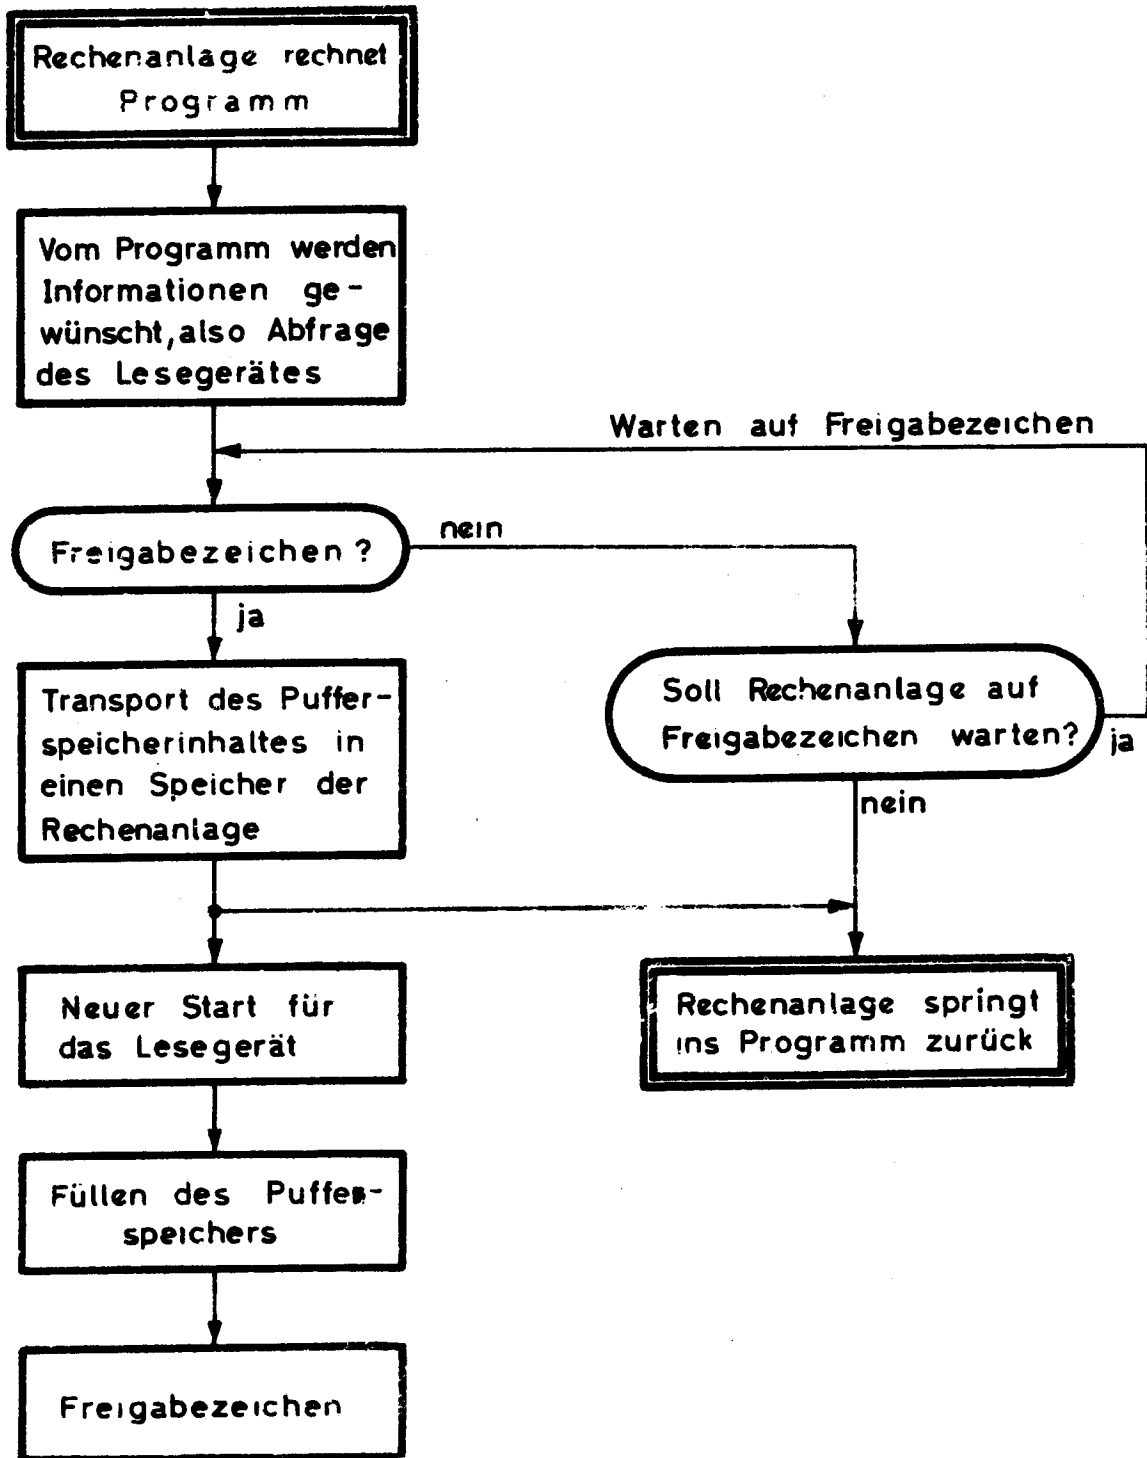 Rechenanlage rechnet
Programm
Vom Programm werden
Informationen ge-
wünscht, also Abfrage
des Lesegerätes
Warten auf Freigabezeichen
Freigabezeichen ?
nein
ja
Transport des Puffer-
speicherinhaltes in
einen Speicher der
Rechenanlage
Soll Rechenanlage auf
Freigabezeichen warten?
ja
nein
Neuer Start für
das Lesegerät
Rechenanlage springt
ins Programm zurück
Füllen des Puffer-
speichers
Freigabezeichen